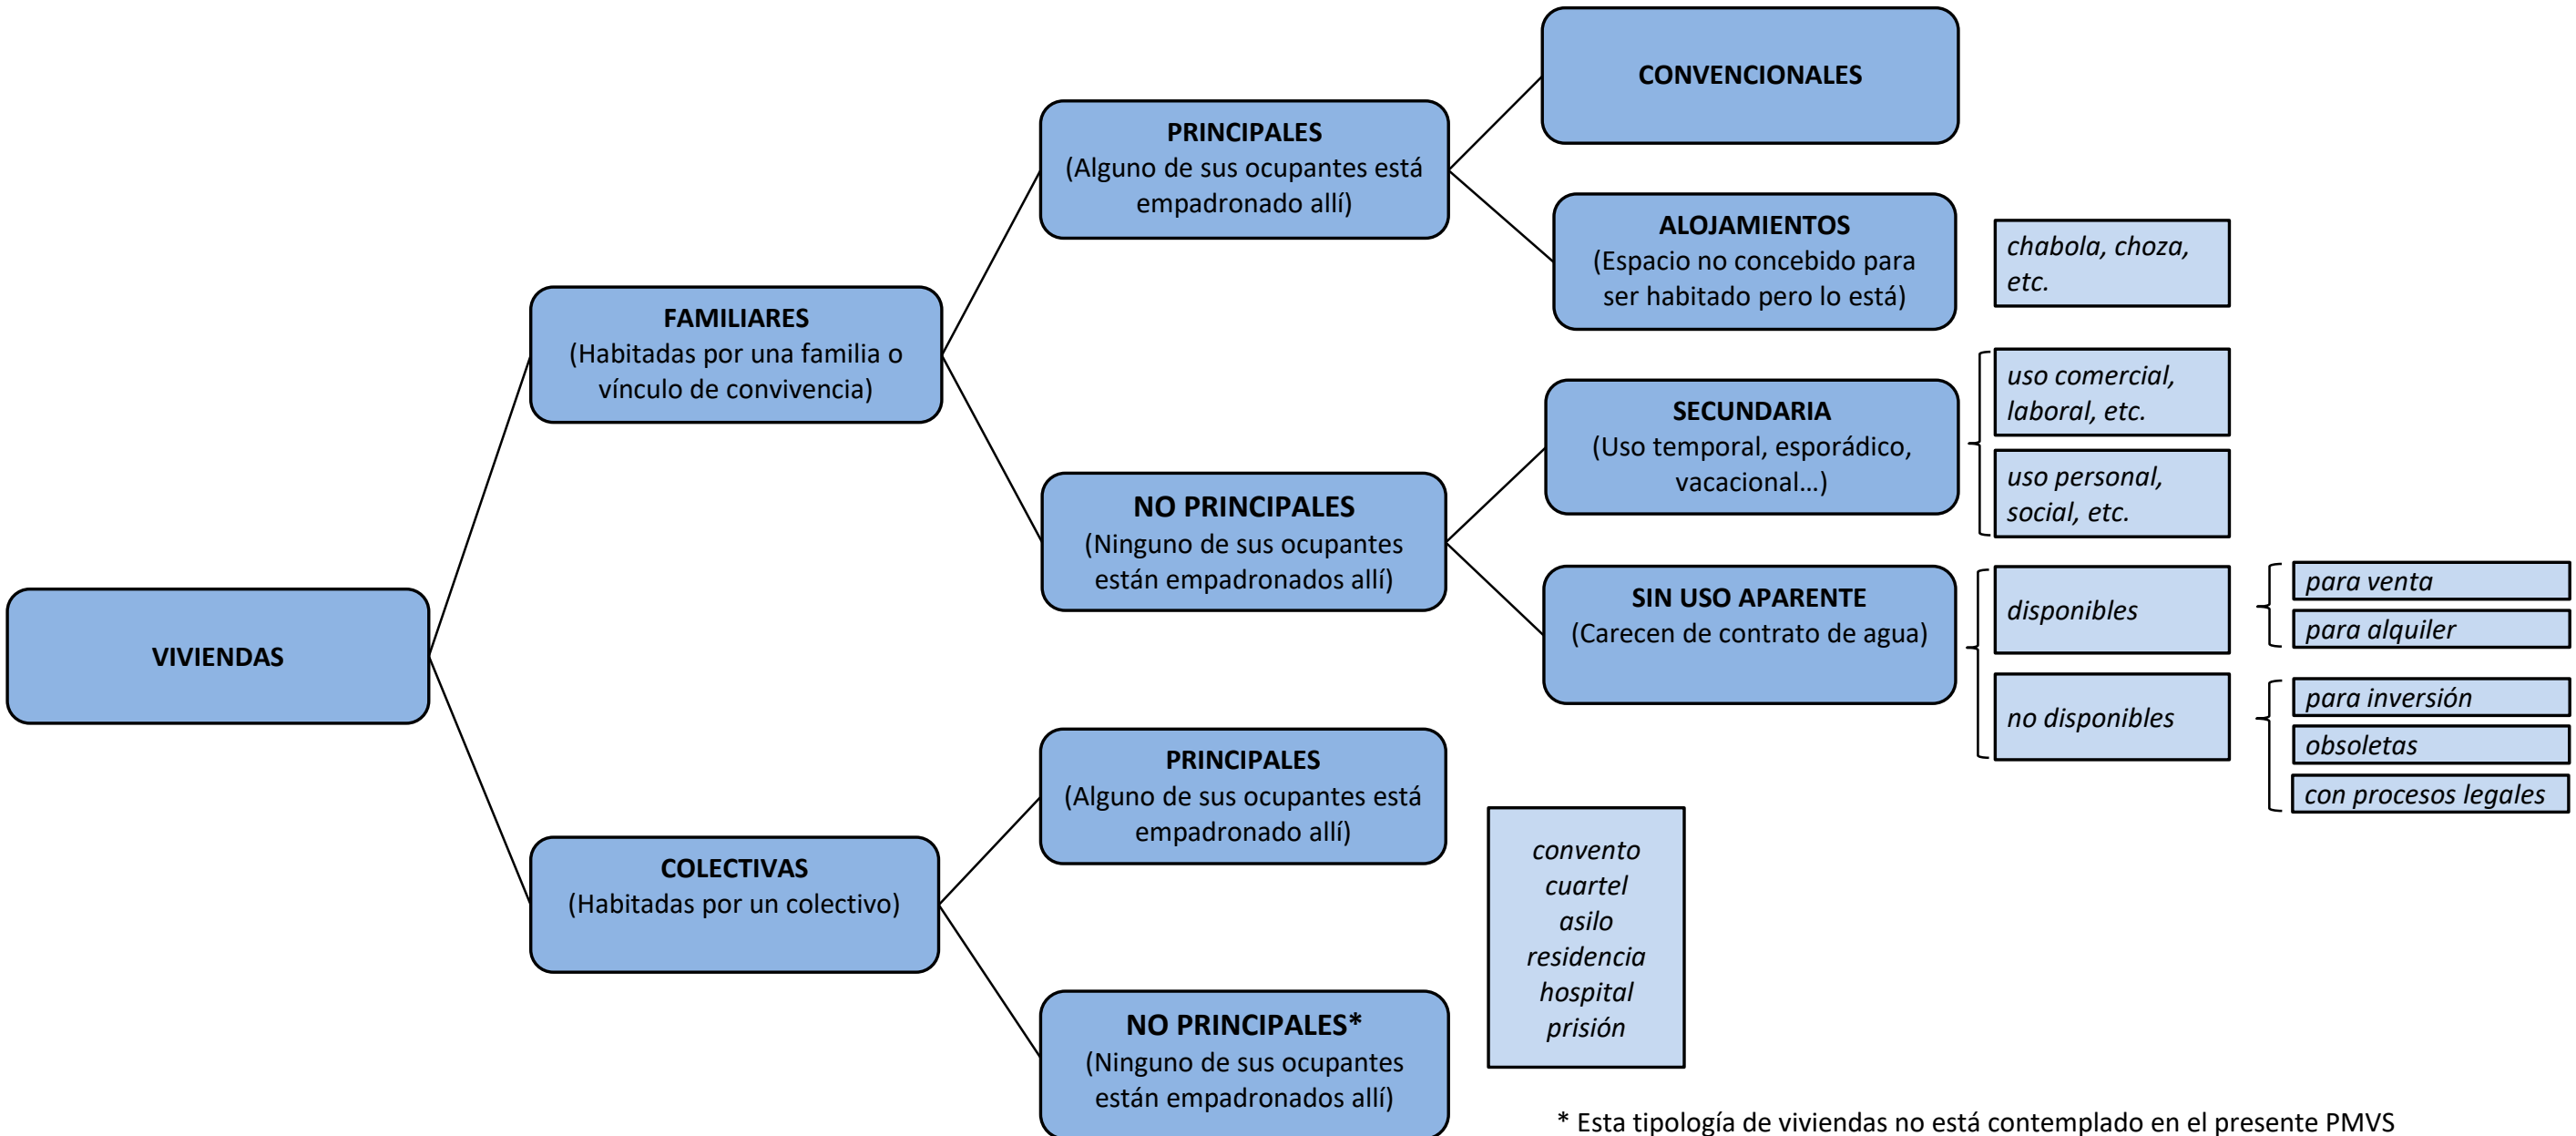 VIVIENDAS
FAMILIARES
(Habitadas por una familia o
vínculo de convivencia)
COLECTIVAS
(Habitadas por un colectivo)
PRINCIPALES
(Alguno de sus ocupantes está
empadronado allí)
NO PRINCIPALES
(Ninguno de sus ocupantes
están empadronados allí)
PRINCIPALES
(Alguno de sus ocupantes está
empadronado allí)
NO PRINCIPALES*
(Ninguno de sus ocupantes
están empadronados allí)
CONVENCIONALES
ALOJAMIENTOS
(Espacio no concebido para
ser habitado pero lo está)
SECUNDARIA
(Uso temporal, esporádico,
vacacional...)
SIN USO APARENTE
(Carecen de contrato de agua)
chabola, choza,
etc.
uso comercial,
laboral, etc.
uso personal,
social, etc.
disponibles
no disponibles
para venta
para alquiler
para inversión
obsoletas
con procesos legales
convento
cuartel
asilo
residencia
hospital
prisión
* Esta tipología de viviendas no está contemplado en el presente PMVS